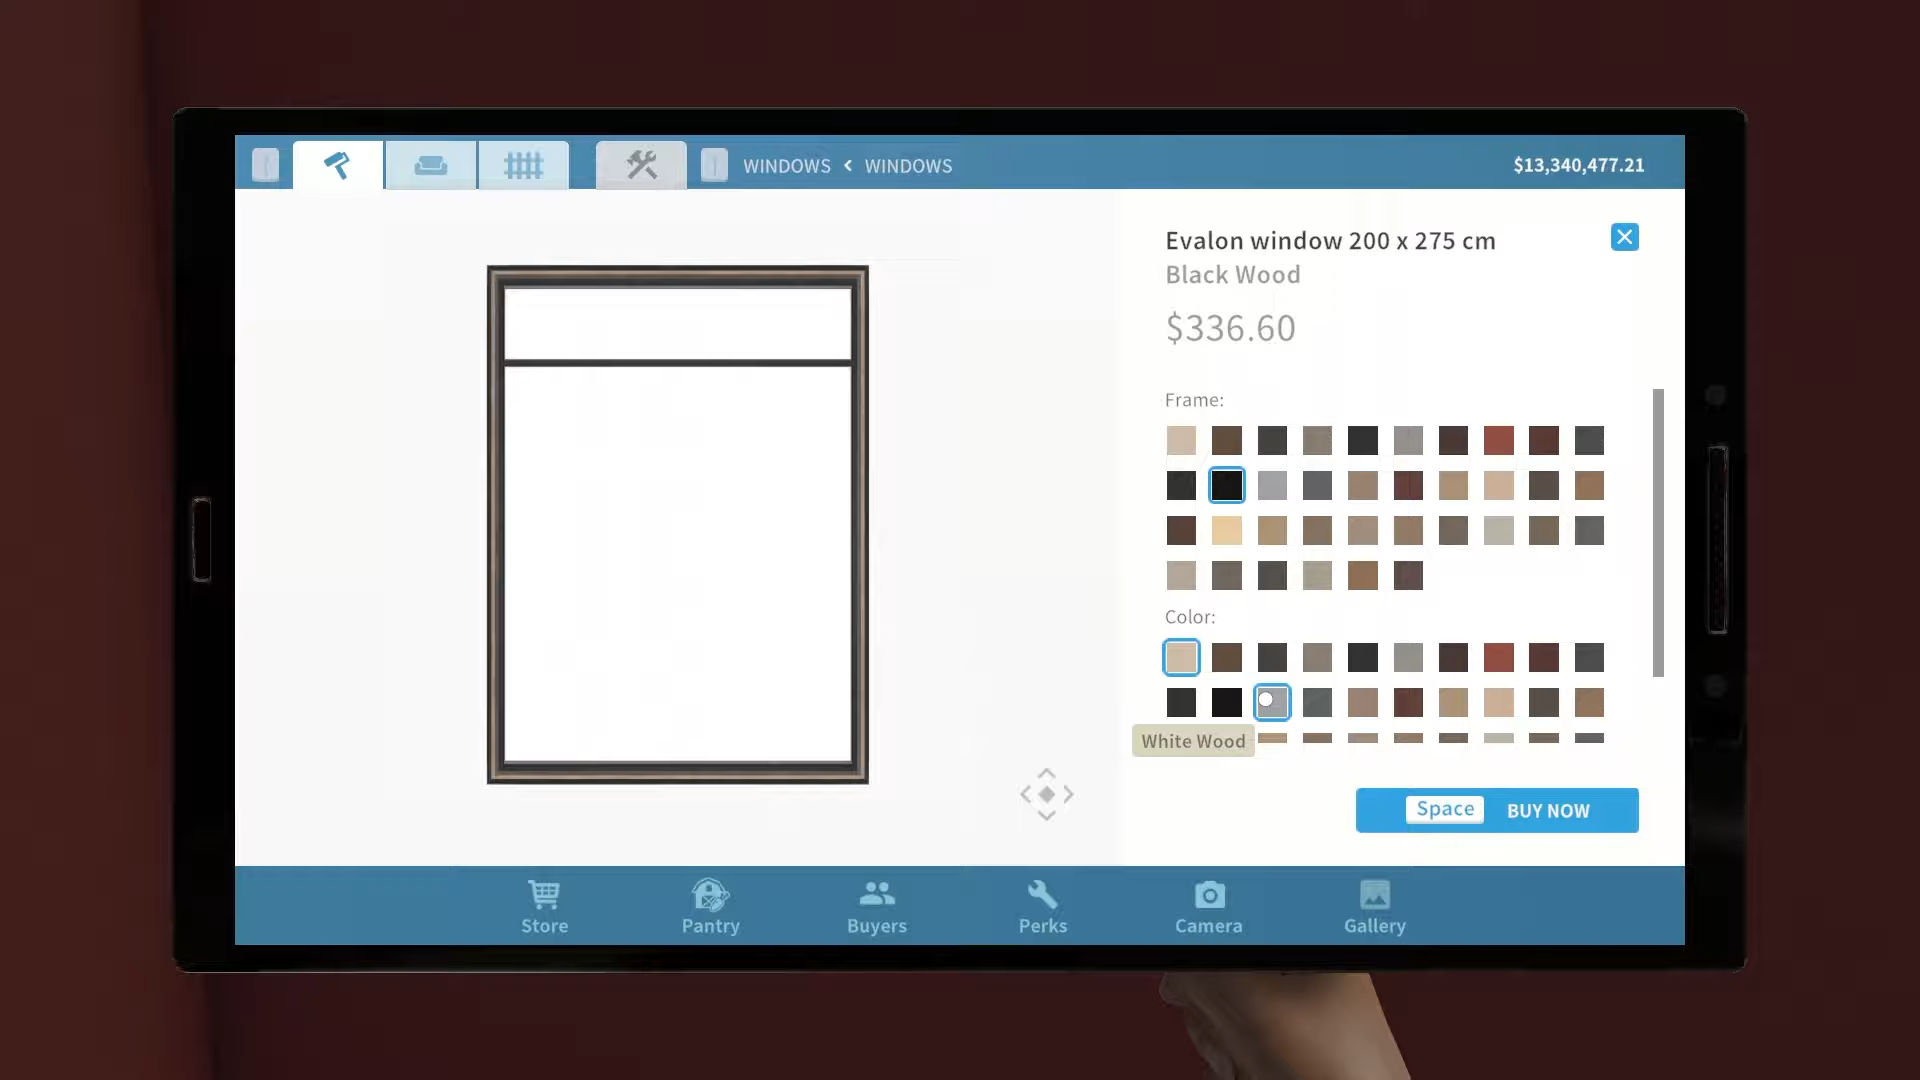 WINDOWS < WINDOWS
$13,340,477.21
Evalon window 200 x 275 cm
Black Wood
$336.60
Frame:
Color:
White Wood
Space BUY NOW
Store
Pantry
Buyers
Perks
Camera
Gallery